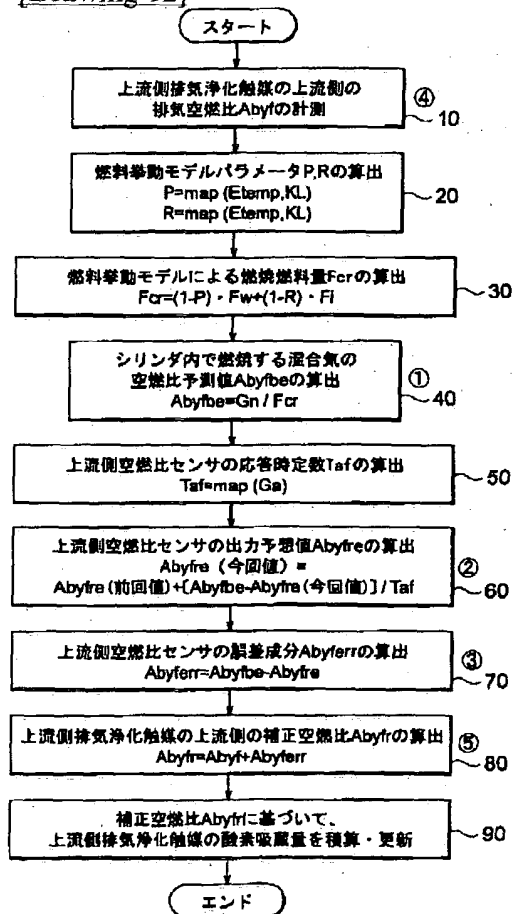 [Drawing 02]
スタート
上流側排気浄化触媒の上流側の
排気空燃比Abyfの計測
④
10
燃料挙動モデルパラメータP,Rの算出
P=map (Etemp,KL)
R=map (Etemp,KL)
20
燃料挙動モデルによる燃焼燃料量Fcrの算出
Fcr=(1-P)・Fw+(1-R)・Fi
30
シリンダ内で燃焼する混合気の
空燃比予測値Abyfbeの算出
Abyfbe=Gn / Fcr
①
40
上流側空燃比センサの応答時定数Tafの算出
Taf=map (Ga)
50
上流側空燃比センサの出力予想値Abyfreの算出
Abyfre (今回値) =
Abyfre (前回値)+[Abyfbe-Abyfre (今回値)] / Taf
②
60
上流側空燃比センサの誤差成分Abyferrの算出
Abyferr=Abyfbe-Abyfre
③
70
上流側排気浄化触媒の上流側の補正空燃比Abyfrの算出
Abyfr=Abyf+Abyferr
⑤
80
補正空燃比Abyfrに基づいて、
上流側排気浄化触媒の酸素吸蔵量を積算・更新
90
エンド